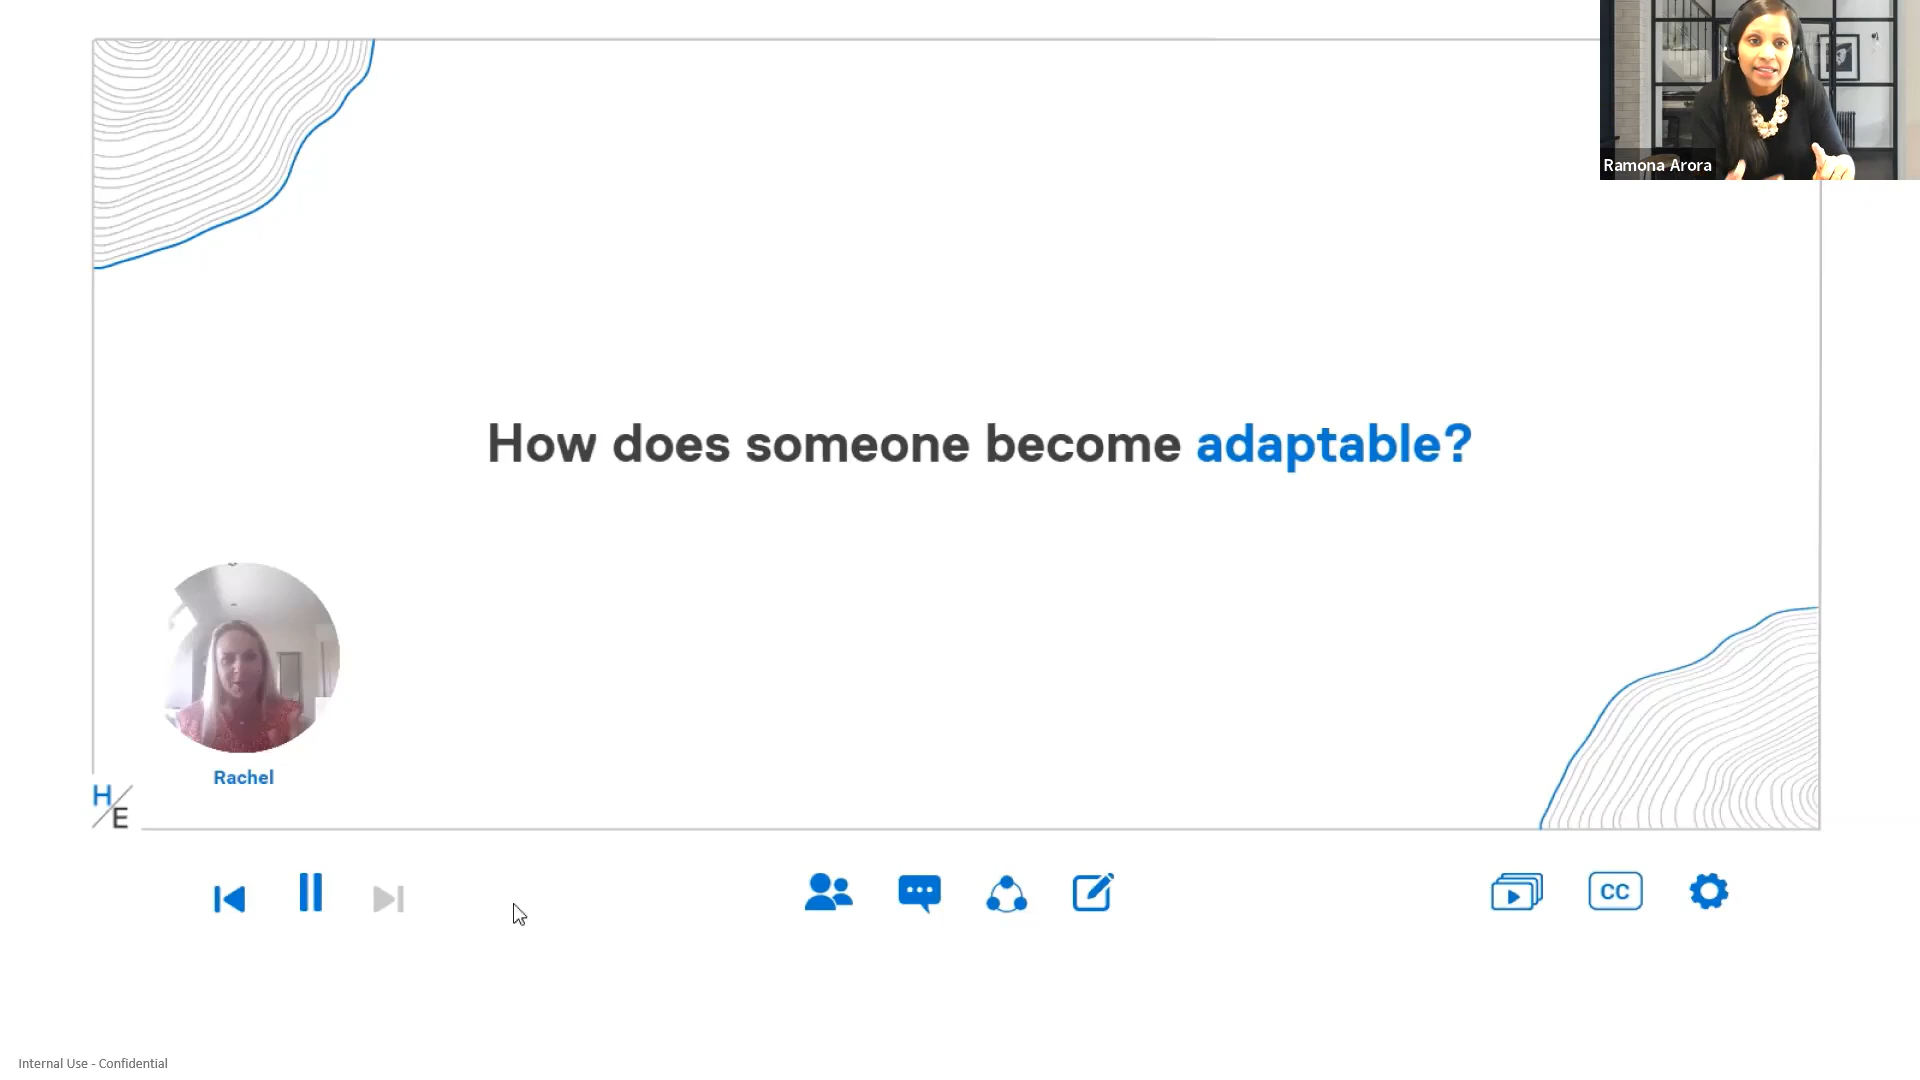 Ramona Arora
How does someone become adaptable?
Rachel
H/E
CC
Internal Use - Confidential